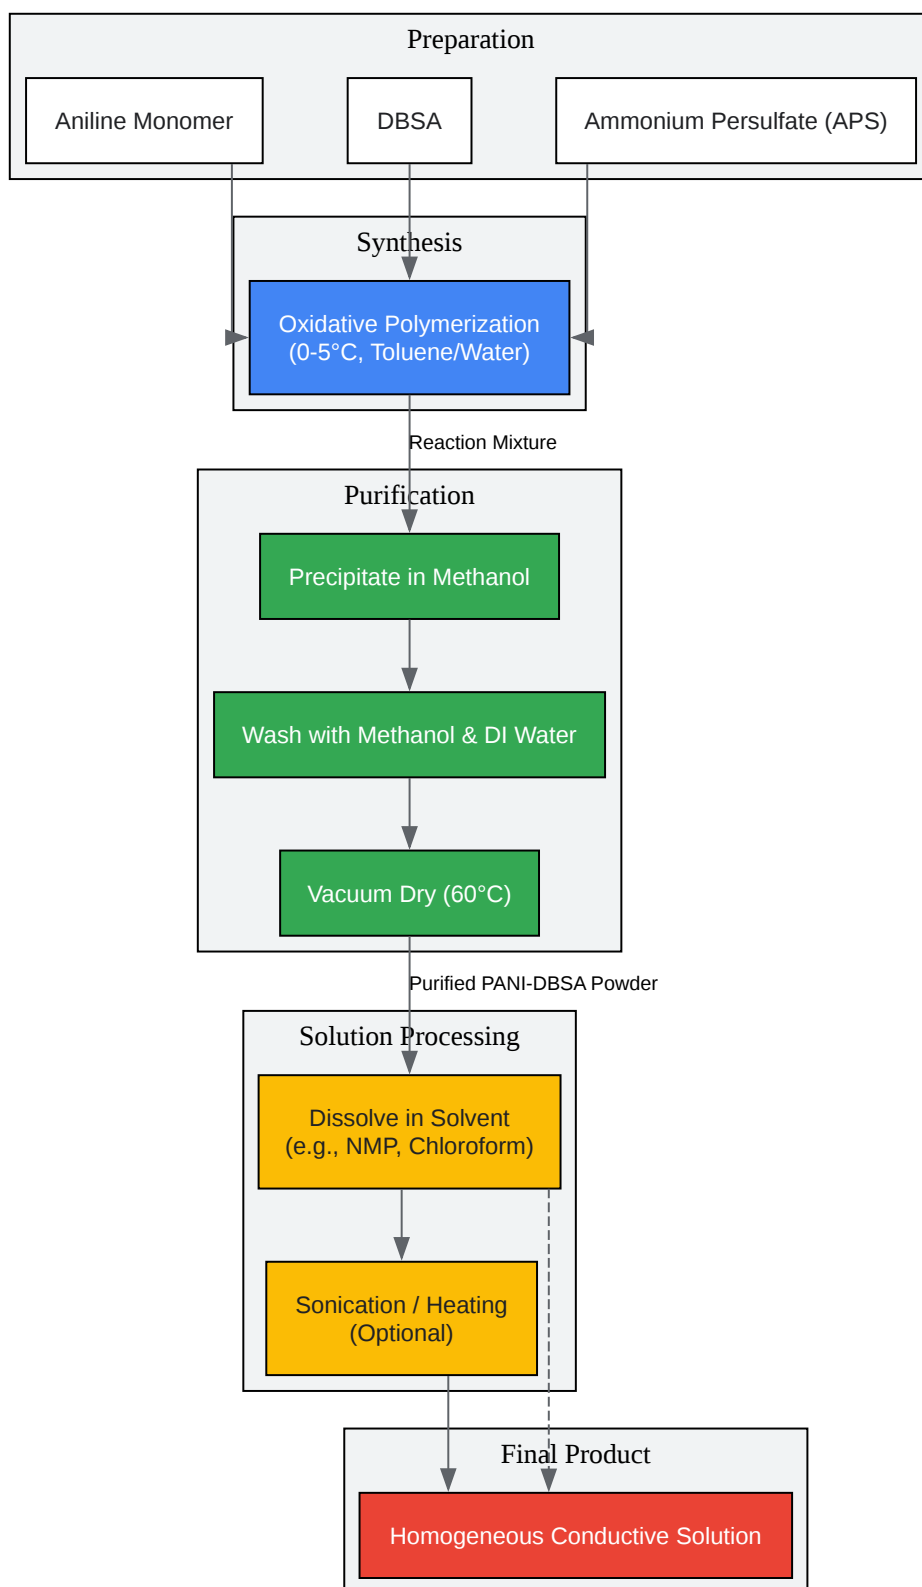 Preparation
Aniline Monomer
DBSA
Ammonium Persulfate (APS)
Synthesis
Oxidative Polymerization
(0-5°C, Toluene/Water)
Reaction Mixture
Purification
Precipitate in Methanol
Wash with Methanol & DI Water
Vacuum Dry (60°C)
Purified PANI-DBSA Powder
Solution Processing
Dissolve in Solvent
(e.g., NMP, Chloroform)
Sonication / Heating
(Optional)
Final Product
Homogeneous Conductive Solution